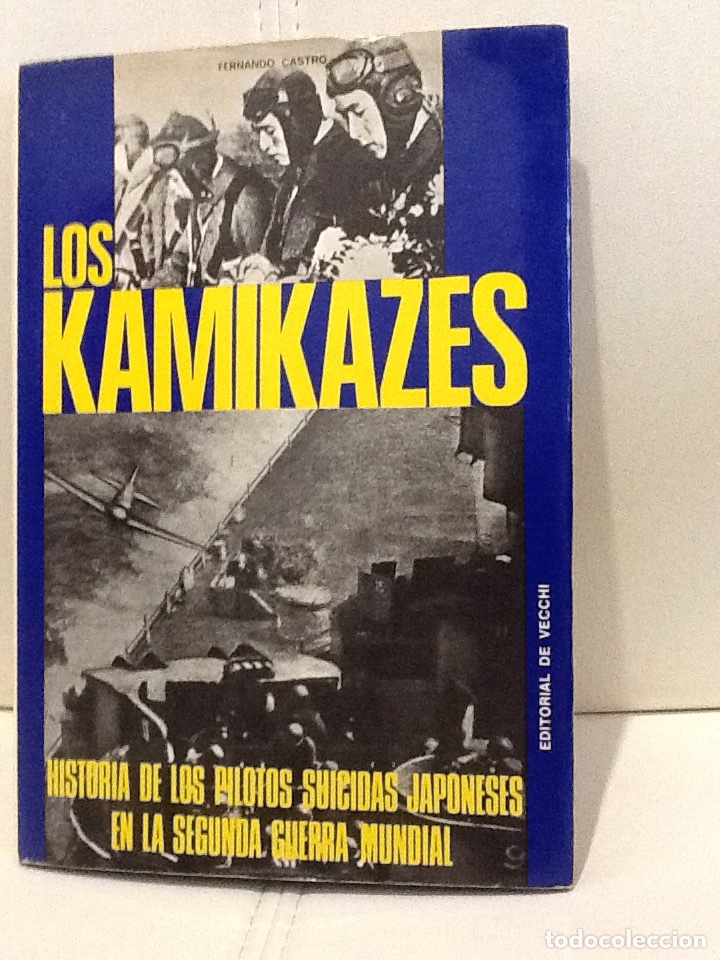 FERNANDO CASTRO
LOS
KAMIKAZES
EDITORIAL DE VECCHI
HISTORIA DE LOS PILOTOS SUICIDAS JAPONESES
EN LA SEGUNDA GUERRA MUNDIAL
todocoleccion